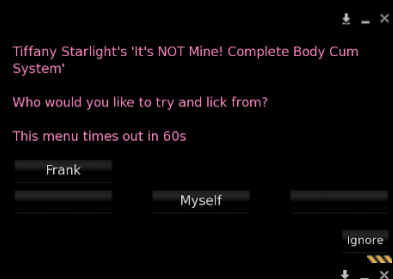 Tiffany Starlight's 'It's NOT Mine! Complete Body Cum
System'
Who would you like to try and lick from?
This menu times out in 60s
Frank
Myself
Ignore